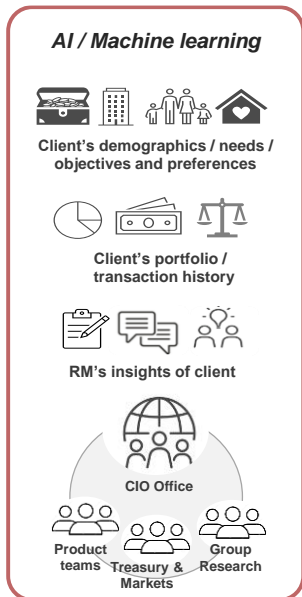 AI / Machine learning
Client's demographics / needs /
objectives and preferences
Client's portfolio /
transaction history
RM's insights of client
CIO Office
Product
teams
Treasury &
Markets
Group
Research